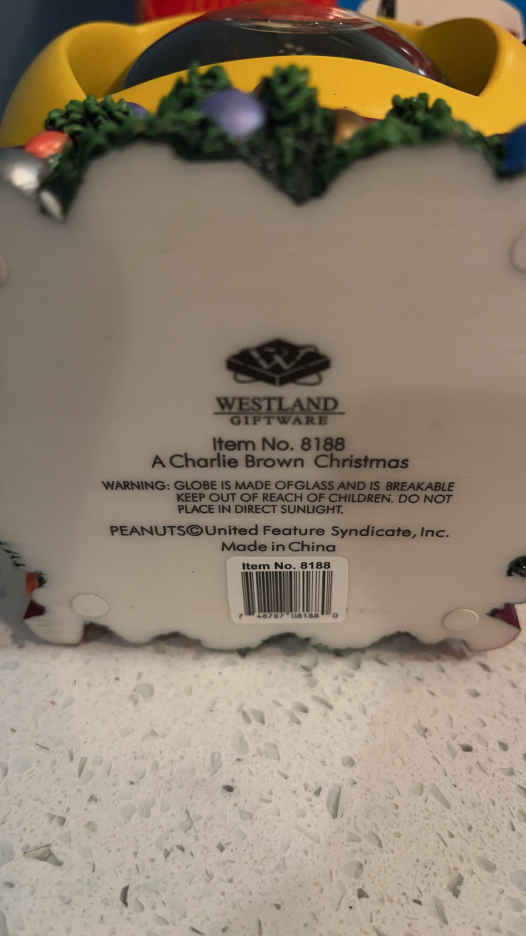 W
WESTLAND
GIFTWARE
Item No. 8188
A Charlie Brown Christmas
WARNING: GLOBE IS MADE OF GLASS AND IS BREAKABLE
KEEP OUT OF REACH OF CHILDREN. DO NOT
PLACE IN DIRECT SUNLIGHT.
PEANUTS©United Feature Syndicate, Inc.
Made in China
Item No. 8188